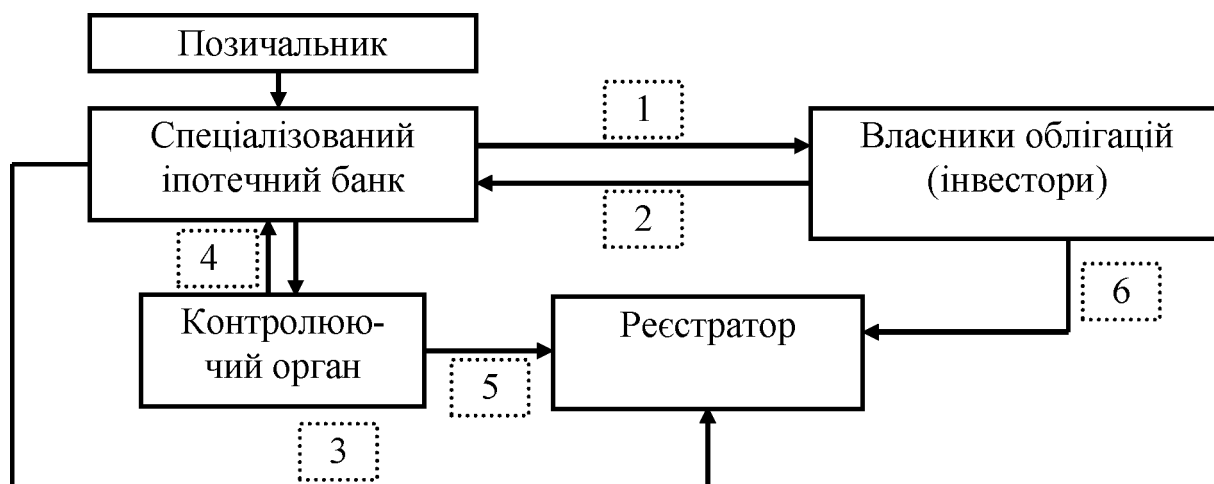 Позичальник
1
Спеціалізований
іпотечний банк
Власники облігацій
(інвестори)
2
4
6
Контролюю-
чий орган
Реєстратор
5
3